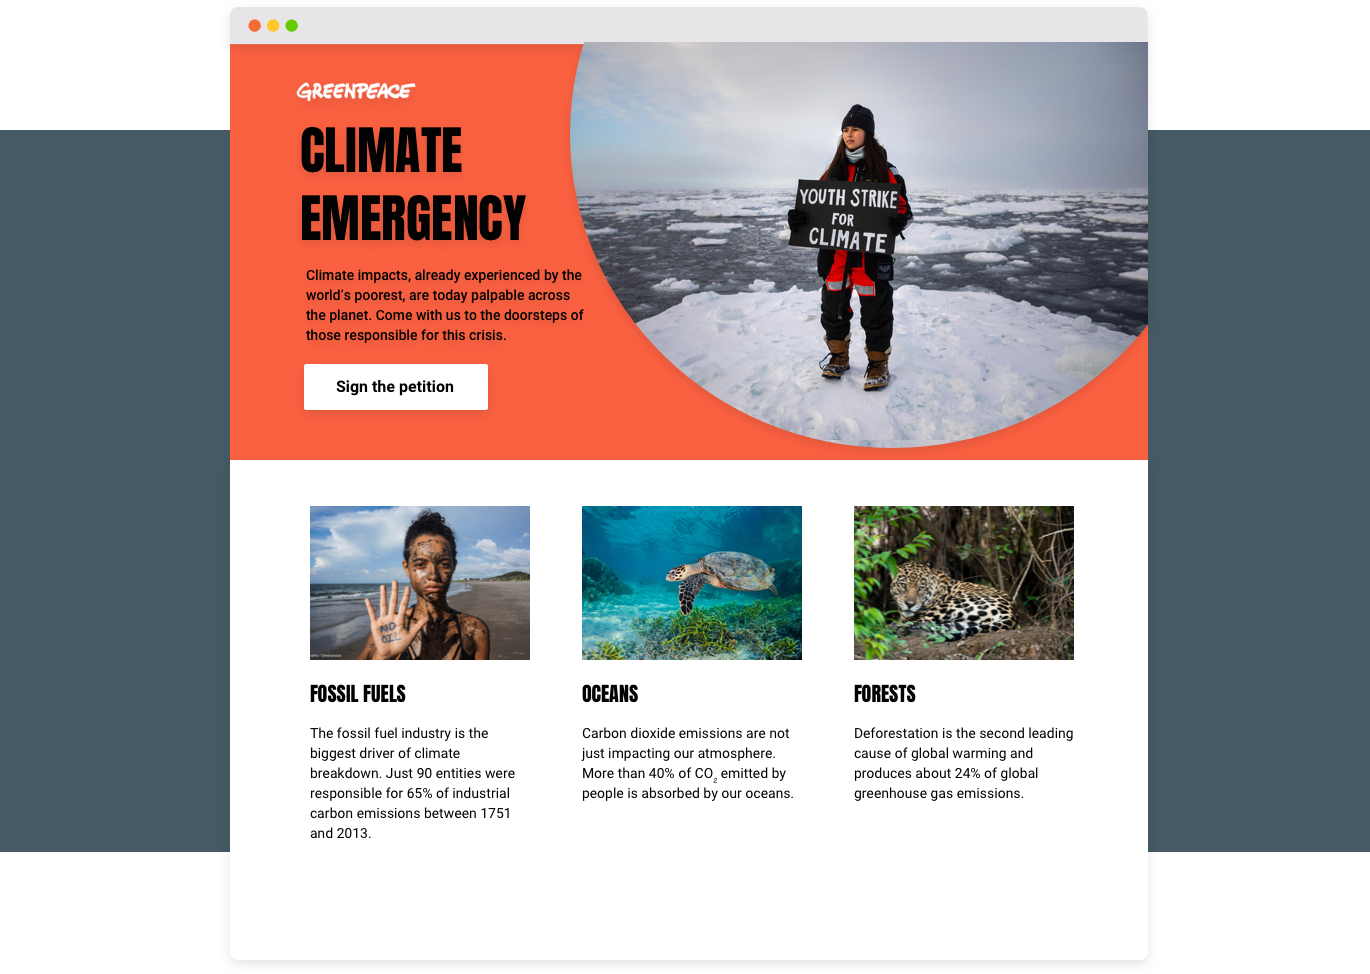 GREENPEACE
CLIMATE
EMERGENCY
Climate impacts, already experienced by the
world's poorest, are today palpable across
the planet. Come with us to the doorsteps of
those responsible for this crisis.
Sign the petition
YOUTH STRIKE
FOR
CLIMATE
NO
OIL
FOSSIL FUELS
The fossil fuel industry is the
biggest driver of climate
breakdown. Just 90 entities were
responsible for 65% of industrial
carbon emissions between 1751
and 2013.
OCEANS
Carbon dioxide emissions are not
just impacting our atmosphere.
More than 40% of CO₂ emitted by
people is absorbed by our oceans.
FORESTS
Deforestation is the second leading
cause of global warming and
produces about 24% of global
greenhouse gas emissions.